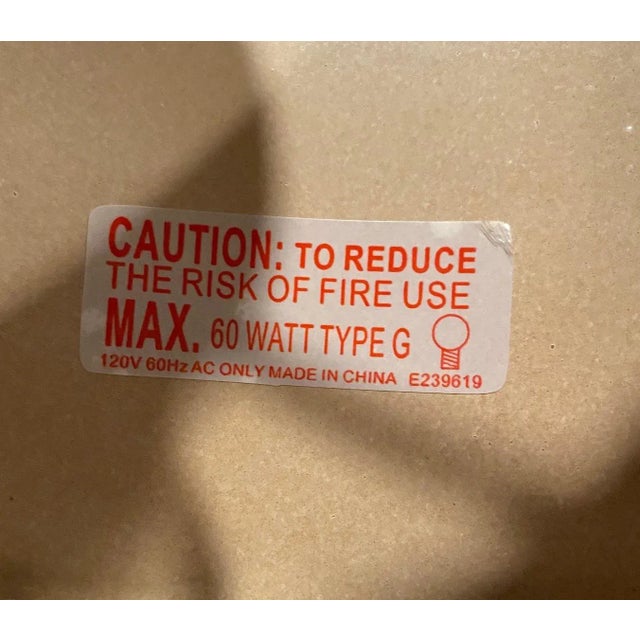 CAUTION: TO REDUCE
THE RISK OF FIRE USE
MAX. 60 WATT TYPE G
120V 60Hz AC ONLY MADE IN CHINA E239619